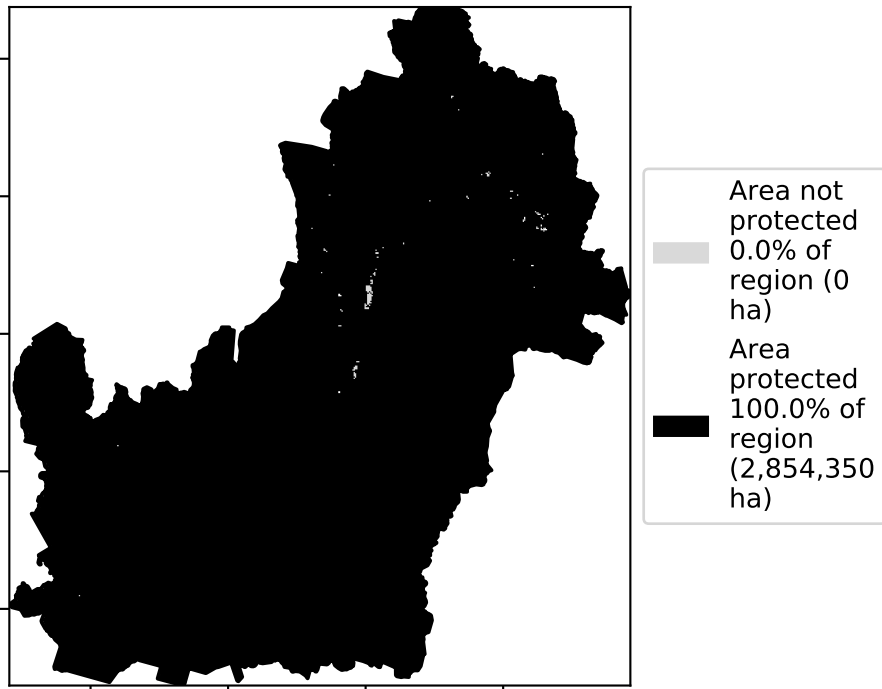 Area not
protected
0.0% of
region (0
ha)
Area
protected
100.0% of
region
(2,854,350
ha)